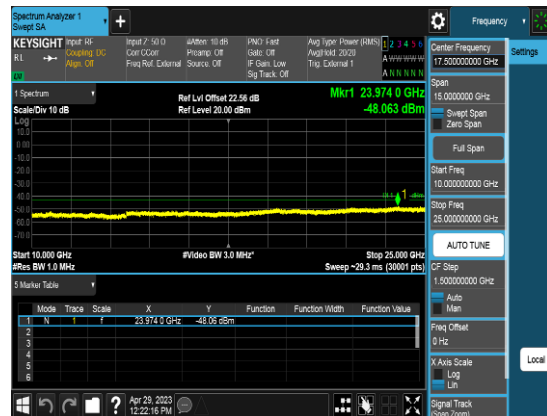 Spectrum Analyzer 1
Swept SA
+
Frequency
KEYSIGHT Input: RF Input Z: 50 Ω #Atten: 10 dB PNO: Fast Avg Type: Power (RMS) 1 2 3 4 5 6
RL Coupling: DC Corr CCorr Preamp: Off Gate: Off Avg|Hold: 20/20 A W W W W W
Align: Off Freq Ref: External Source: Off IF Gain: Low Trig: External 1
Sig Track: Off A N N N N N
1 Spectrum
Scale/Div 10 dB
Ref Lvl Offset 22.56 dB
Ref Level 20.00 dBm
Mkr1 23.974 0 GHz
-48.063 dBm
Log
10.0
0.00
-10.0
-20.0
-30.0
-40.0
-50.0
-60.0
-70.0
1
Start 10.000 GHz
#Res BW 1.0 MHz
#Video BW 3.0 MHz*
Stop 25.000 GHz
Sweep ~29.3 ms (30001 pts)
5 Marker Table
Mode Trace Scale X Y Function Function Width Function Value
1 N 1 f 23.974 0 GHz -48.06 dBm
2
3
4
5
6
Apr 29, 2023
12:22:16 PM
Center Frequency
17.500000000 GHz
Span
15.0000000 GHz
Swept Span
Zero Span
Full Span
Start Freq
10.000000000 GHz
Stop Freq
25.000000000 GHz
AUTO TUNE
CF Step
1.500000000 GHz
Auto
Man
Freq Offset
0 Hz
X Axis Scale
Log
Lin
Signal Track
(Span Zoom)
Settings
Local